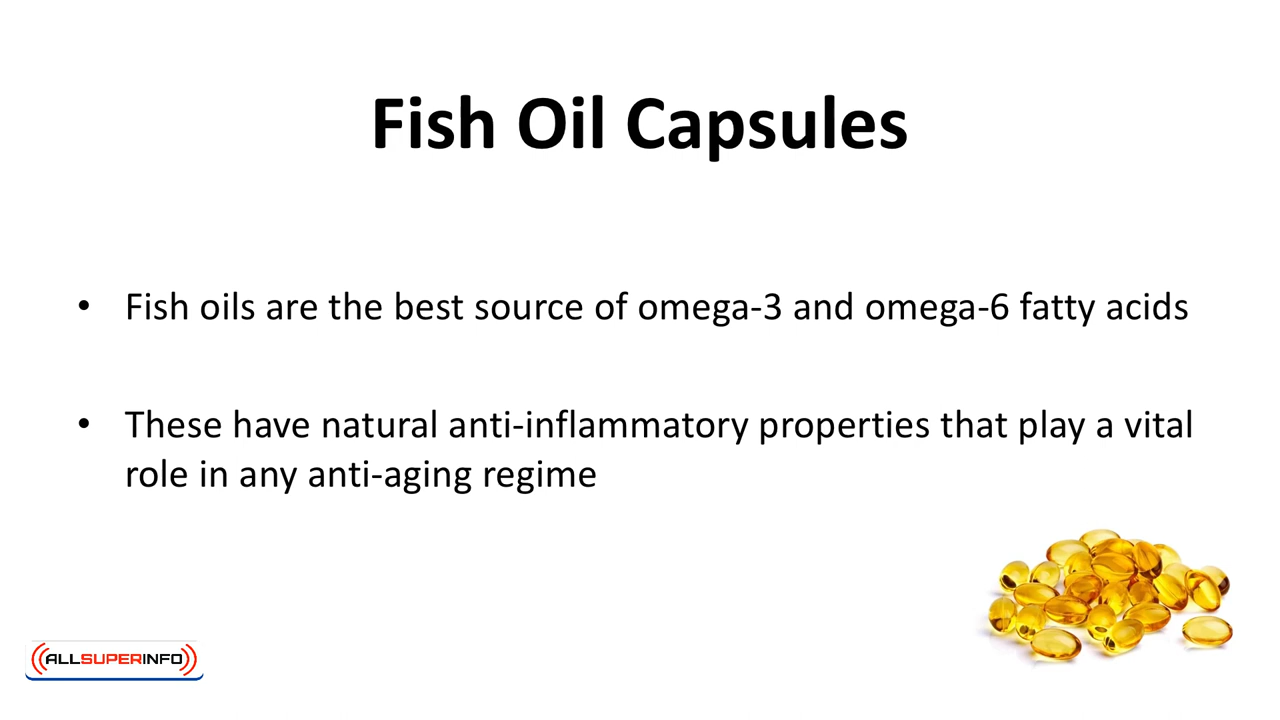 Fish Oil Capsules
• Fish oils are the best source of omega-3 and omega-6 fatty acids
• These have natural anti-inflammatory properties that play a vital
role in any anti-aging regime
ALLSUPERINFO